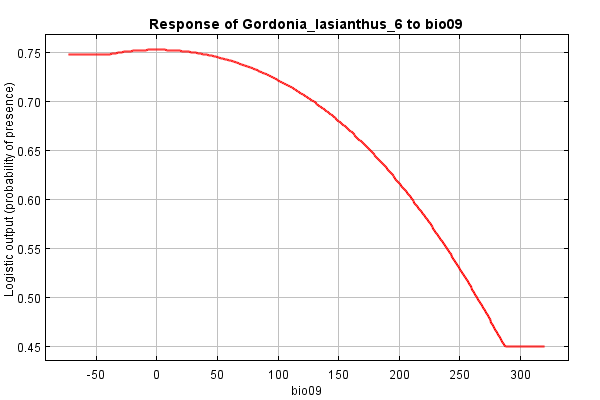 Response of Gordonia_lasianthus_6 to bio09
Logistic output (probability of presence)
0.75
0.70
0.65
0.60
0.55
0.50
0.45
-50 0 50 100 150 200 250 300
bio09